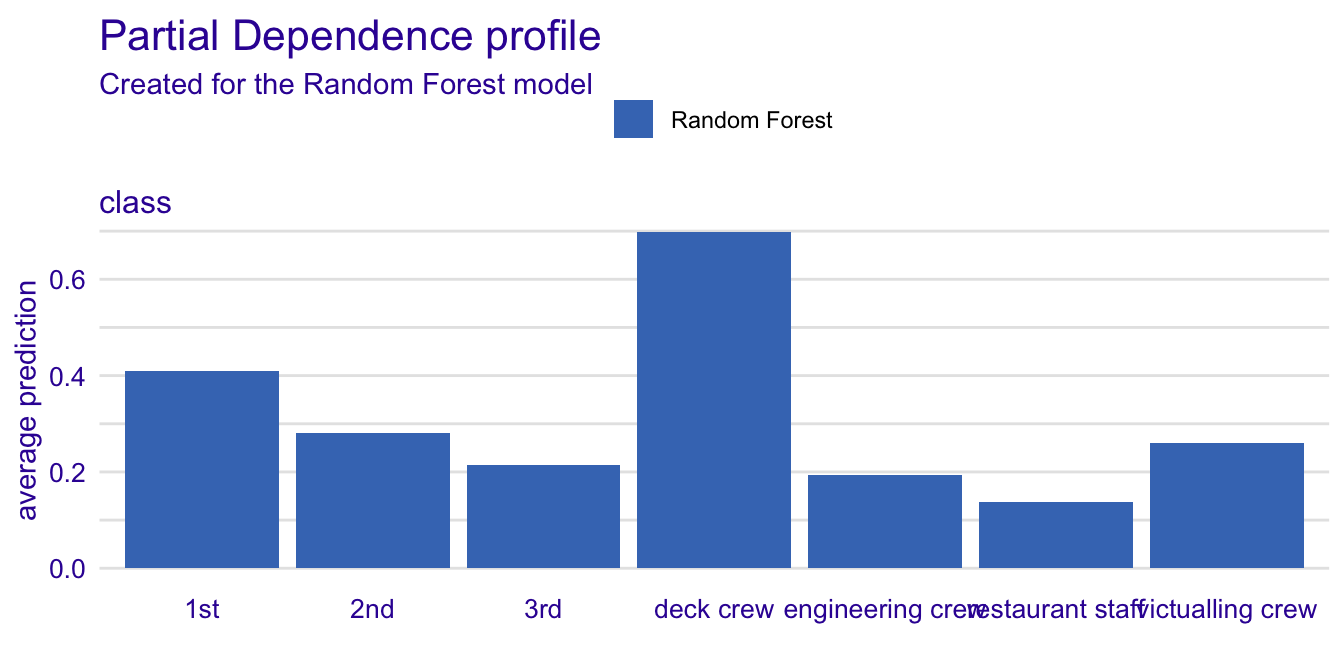 Partial Dependence profile
Created for the Random Forest model
Random Forest
class
average prediction
0.6
0.4
0.2
0.0
1st 2nd 3rd deck crew engineering crew restaurant staff victualling crew